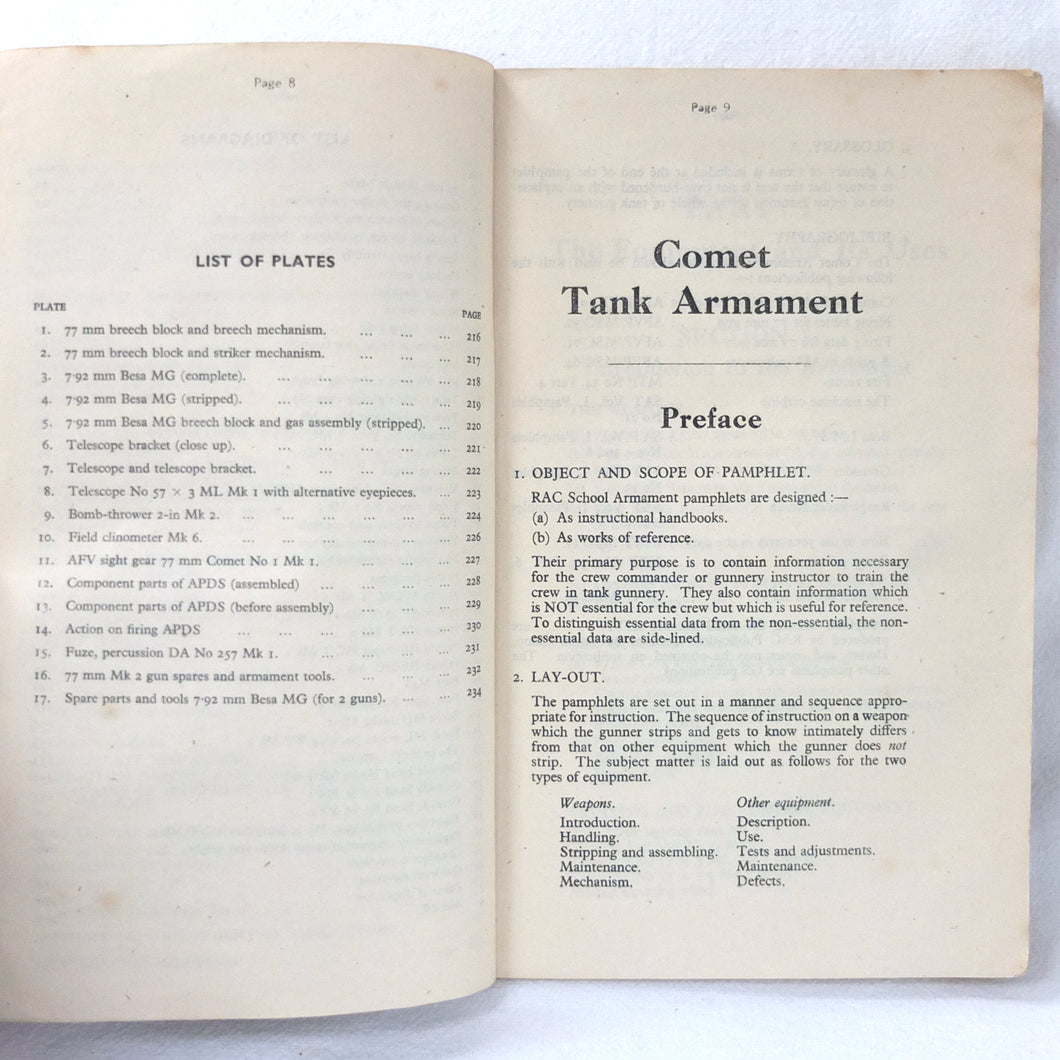 Page 8
LIST OF PLATES
PLATE
PAGE
1. 77 mm breech block and breech mechanism. ... ... ... 216
2. 77 mm breech block and striker mechanism. ... ... ... 217
3. 7·92 mm Besa MG (complete). ... ... ... ... ... 218
4. 7·92 mm Besa MG (stripped). ... ... ... ... ... 219
5. 7·92 mm Besa MG breech block and gas assembly (stripped). ... 220
6. Telescope bracket (close up). ... ... ... ... ... 221
7. Telescope and telescope bracket. ... ... ... ... 222
8. Telescope No 57 × 3 ML Mk 1 with alternative eyepieces. ... 223
9. Bomb-thrower 2-in Mk 2. ... ... ... ... ... ... 224
10. Field clinometer Mk 6. ... ... ... ... ... ... 226
11. AFV sight gear 77 mm Comet No 1 Mk 1. ... ... ... 227
12. Component parts of APDS (assembled) ... ... ... 228
13. Component parts of APDS (before assembly) ... ... ... 229
14. Action on firing APDS ... ... ... ... ... 230
15. Fuze, percussion DA No 257 Mk 1. ... ... ... ... 231
16. 77 mm Mk 2 gun spares and armament tools. ... ... ... 232
17. Spare parts and tools 7·92 mm Besa MG (for 2 guns). ... ... 234
Page 9
Comet
Tank Armament
Preface
1. OBJECT AND SCOPE OF PAMPHLET.
RAC School Armament pamphlets are designed :—
(a) As instructional handbooks.
(b) As works of reference.
Their primary purpose is to contain information necessary
for the crew commander or gunnery instructor to train the
crew in tank gunnery. They also contain information which
is NOT essential for the crew but which is useful for reference.
To distinguish essential data from the non-essential, the non-
essential data are side-lined.
2. LAY-OUT.
The pamphlets are set out in a manner and sequence appro-
priate for instruction. The sequence of instruction on a weapon
which the gunner strips and gets to know intimately differs
from that on other equipment which the gunner does not
strip. The subject matter is laid out as follows for the two
types of equipment.
Weapons. Other equipment.
Introduction. Description.
Handling. Use.
Stripping and assembling. Tests and adjustments.
Maintenance. Maintenance.
Mechanism. Defects.